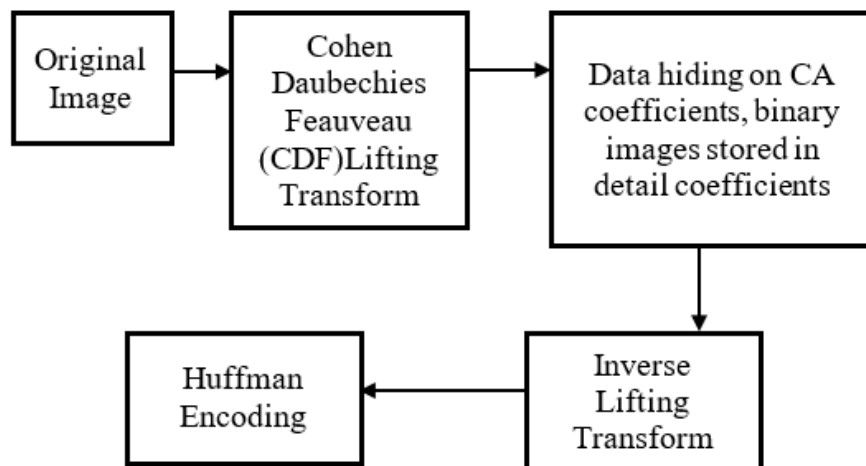 Original
Image
Cohen
Daubechies
Feauveau
(CDF)Lifting
Transform
Data hiding on CA
coefficients, binary
images stored in
detail coefficients
Inverse
Lifting
Transform
Huffman
Encoding